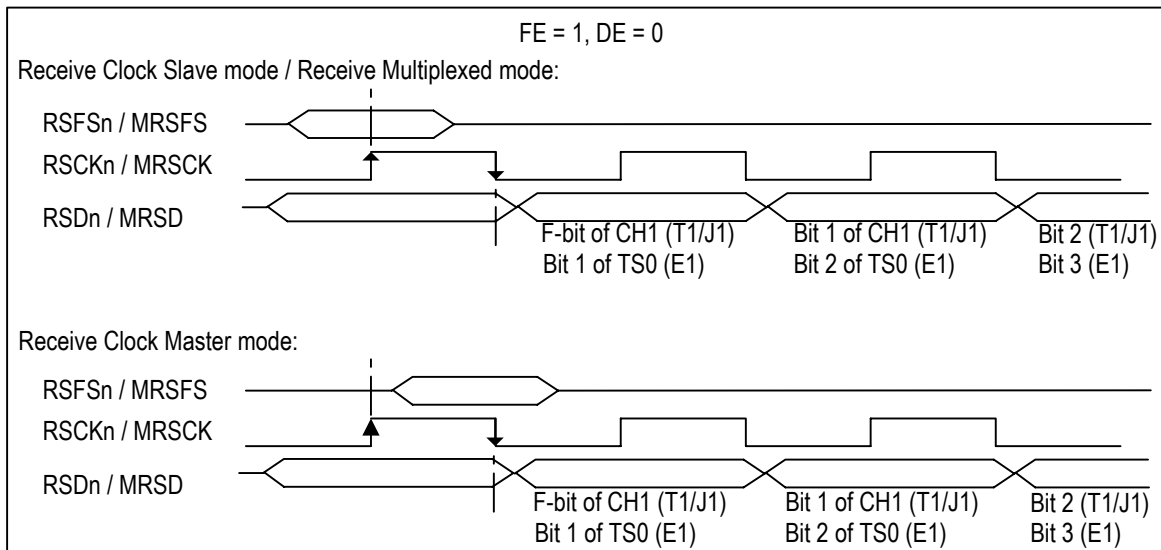 FE = 1, DE = 0
Receive Clock Slave mode / Receive Multiplexed mode:
RSFSn / MRSFS
RSCKn / MRSCK
RSDn / MRSD
F-bit of CH1 (T1/J1)
Bit 1 of TS0 (E1)
Bit 1 of CH1 (T1/J1)
Bit 2 of TS0 (E1)
Bit 2 (T1/J1)
Bit 3 (E1)
Receive Clock Master mode:
RSFSn / MRSFS
RSCKn / MRSCK
RSDn / MRSD
F-bit of CH1 (T1/J1)
Bit 1 of TS0 (E1)
Bit 1 of CH1 (T1/J1)
Bit 2 of TS0 (E1)
Bit 2 (T1/J1)
Bit 3 (E1)